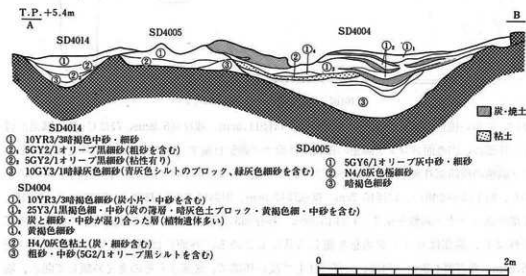 T.P.+5.4m
A
B
SD4014
SD4005
SD4004
SD4014
① 10YR3/3暗褐色中砂・細砂
② 5GY2/1オリーブ黒細砂(粗砂を含む)
② 5GY2/1オリーブ黒細砂(粘性有り)
③ 10GY3/1暗緑灰色細砂(青灰色シルトのブロック、緑灰色細砂を含む)
SD4004
① 10YR3/3暗褐色細砂(炭小片・中砂を含む)
① 25Y3/1黒褐色細・中砂(炭の薄層・暗灰色土ブロック・黄褐色細・中砂を含む)
① 炭と細砂・中砂が混り合った層(植物遺体多い)
① 黄褐色細砂
② H4/0灰色粘土(炭・細砂含む)
③ 粗砂・中砂(5G2/1オリーブ黒シルトを含む)
SD4005
① 5GY6/1オリーブ灰中砂・細砂
② N4/6灰色極細砂
③ 暗褐色細砂
炭・焼土
粘土
0
2m